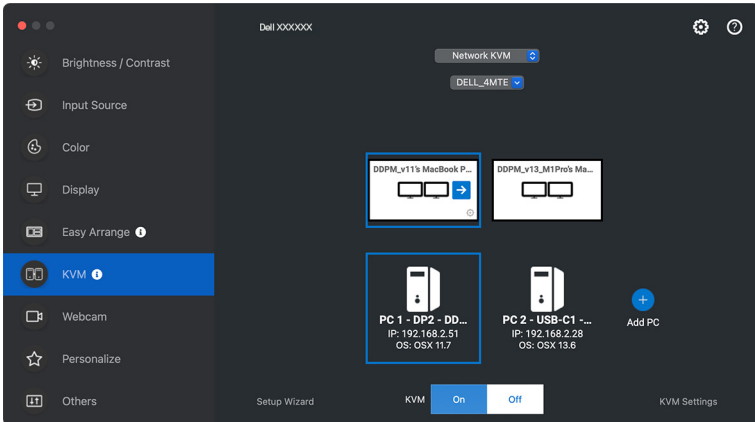 Dell XXXXXX
Brightness / Contrast
Input Source
Color
Display
Easy Arrange
KVM
Webcam
Personalize
Others
Network KVM
DELL_4MTE
DDPM_v11's MacBook P...
DDPM_v13_M1Pro's Ma...
PC 1 - DP2 - DD...
IP: 192.168.2.51
OS: OSX 11.7
PC 2 - USB-C1 -...
IP: 192.168.2.28
OS: OSX 13.6
Add PC
Setup Wizard
KVM
On
Off
KVM Settings